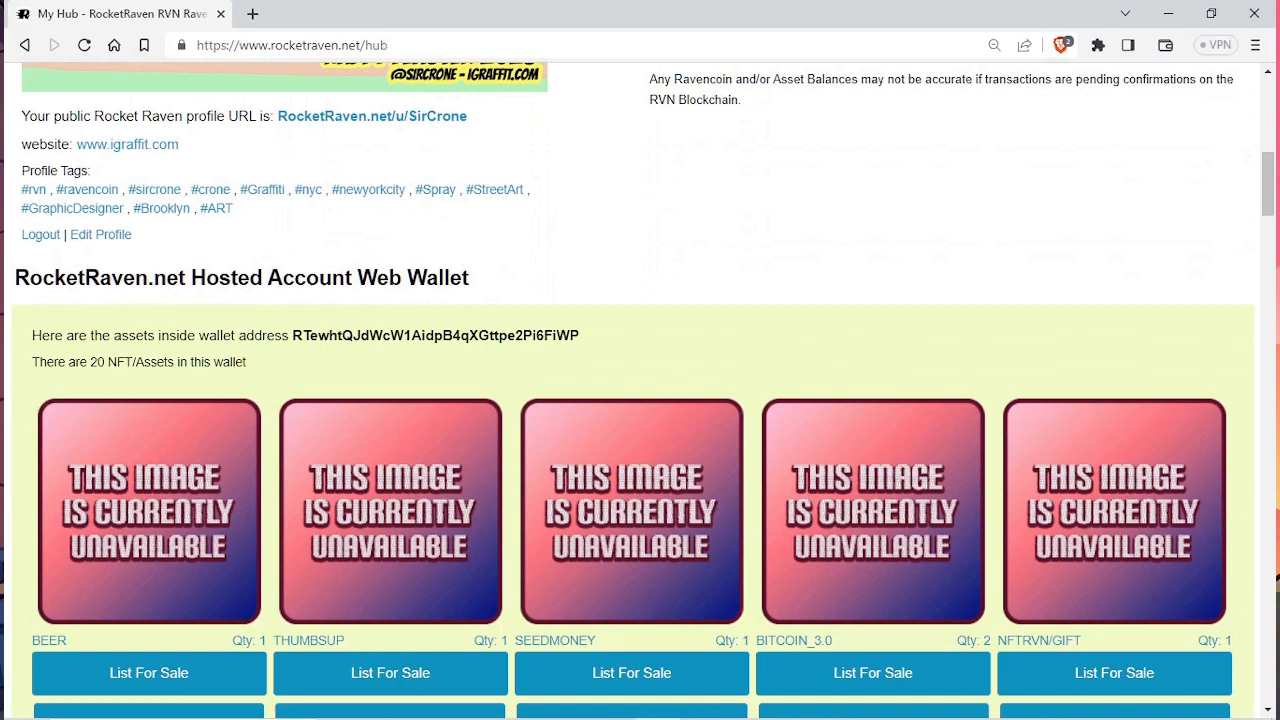 My Hub - RocketRaven RVN Rave
https://www.rocketraven.net/hub
2
VPN
@SIRCRONE - IGRAFFIT.COM
Any Ravencoin and/or Asset Balances may not be accurate if transactions are pending confirmations on the
RVN Blockchain.
Your public Rocket Raven profile URL is: RocketRaven.net/u/SirCrone
website: www.igraffit.com
Profile Tags:
#rvn , #ravencoin , #sircrone , #crone , #Graffiti , #nyc , #newyorkcity , #Spray , #StreetArt ,
#GraphicDesigner , #Brooklyn , #ART
Logout | Edit Profile
RocketRaven.net Hosted Account Web Wallet
Here are the assets inside wallet address RTewhtQJdWcW1AidpB4qXGttpe2Pi6FiWP
There are 20 NFT/Assets in this wallet
THIS IMAGE IS CURRENTLY UNAVAILABLE
THIS IMAGE IS CURRENTLY UNAVAILABLE
THIS IMAGE IS CURRENTLY UNAVAILABLE
THIS IMAGE IS CURRENTLY UNAVAILABLE
THIS IMAGE IS CURRENTLY UNAVAILABLE
BEER Qty: 1 THUMBSUP Qty: 1 SEEDMONEY Qty: 1 BITCOIN_3.0 Qty: 2 NFTRVN/GIFT Qty: 1
List For Sale List For Sale List For Sale List For Sale List For Sale